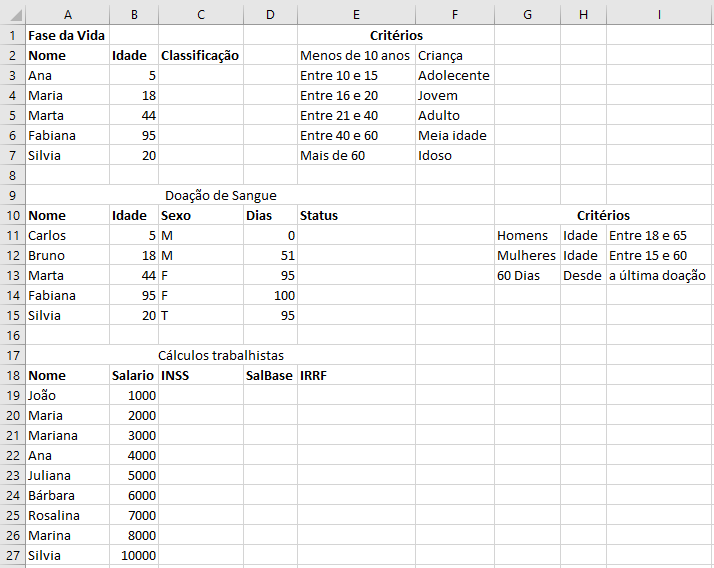 A B C D E F G H I
1 Fase da Vida Critérios
2 Nome Idade Classificação Menos de 10 anos Criança
3 Ana 5 Entre 10 e 15 Adolecente
4 Maria 18 Entre 16 e 20 Jovem
5 Marta 44 Entre 21 e 40 Adulto
6 Fabiana 95 Entre 40 e 60 Meia idade
7 Silvia 20 Mais de 60 Idoso
8
9 Doação de Sangue
10 Nome Idade Sexo Dias Status Critérios
11 Carlos 5 M 0 Homens Idade Entre 18 e 65
12 Bruno 18 M 51 Mulheres Idade Entre 15 e 60
13 Marta 44 F 95 60 Dias Desde a última doação
14 Fabiana 95 F 100
15 Silvia 20 T 95
16
17 Cálculos trabalhistas
18 Nome Salario INSS SalBase IRRF
19 João 1000
20 Maria 2000
21 Mariana 3000
22 Ana 4000
23 Juliana 5000
24 Bárbara 6000
25 Rosalina 7000
26 Marina 8000
27 Silvia 10000